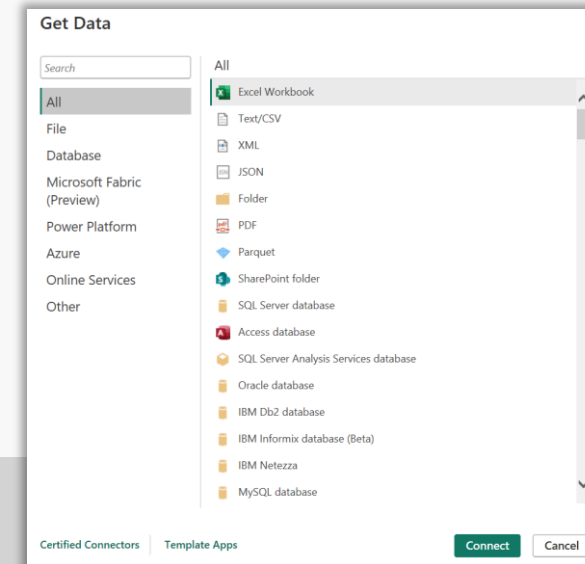 Get Data
Search
All
File
Database
Microsoft Fabric
(Preview)
Power Platform
Azure
Online Services
Other
All
Excel Workbook
Text/CSV
XML
JSON
Folder
PDF
Parquet
SharePoint folder
SQL Server database
Access database
SQL Server Analysis Services database
Oracle database
IBM Db2 database
IBM Informix database (Beta)
IBM Netezza
MySQL database
Certified Connectors
Template Apps
Connect
Cancel